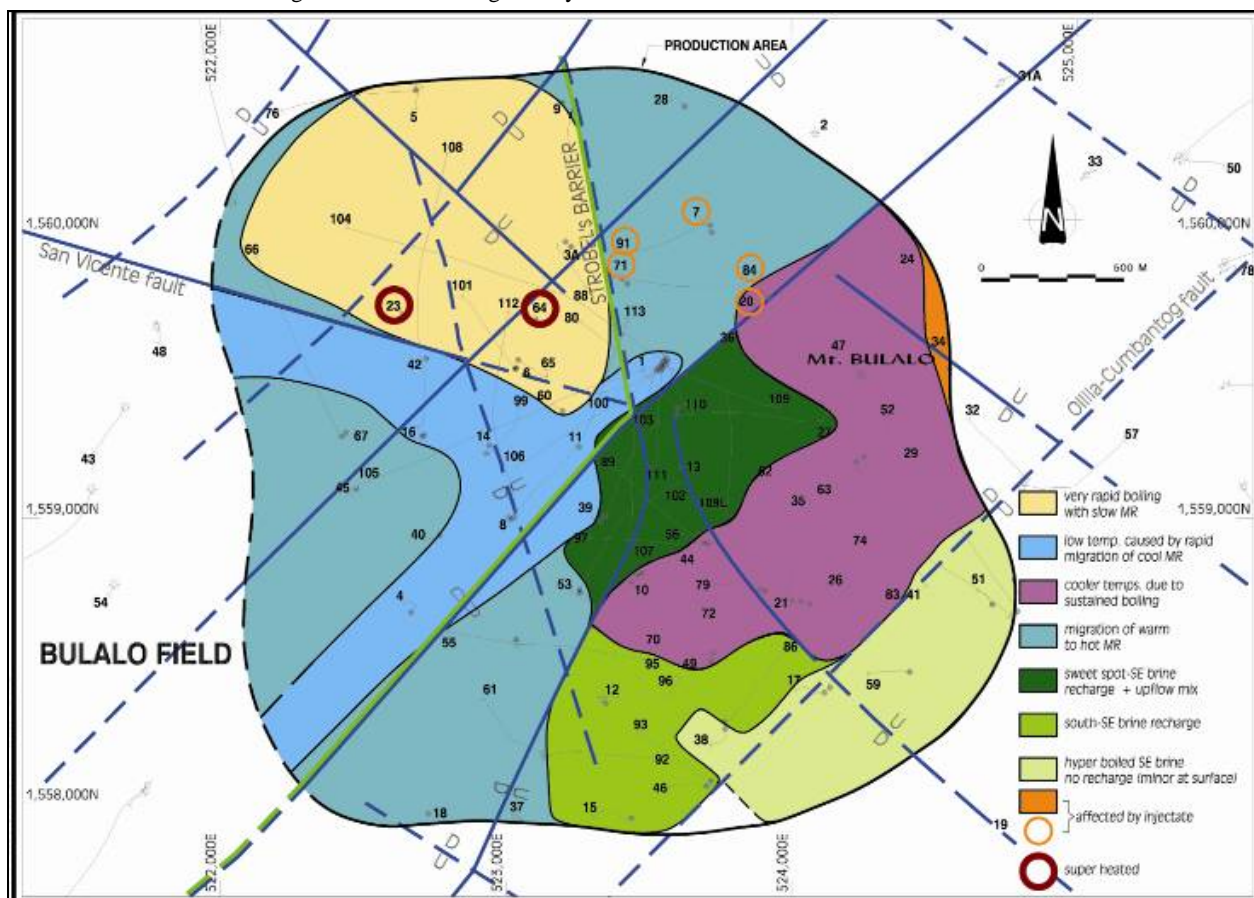 PRODUCTION AREA
522,000E
525,000E
31A
76
5
9
28
2
108
33
50
STROBEL'S BARRIER
7
104
1,560,000N
1,560,000N
N
San Vicente fault
66
3A
91
71
84
24
78
0 600 M
101
23
112
64
88
80
113
20
36
47
34
Mt. BULALO
Olilia-Cumbantog fault
48
42
6
65
1
99
60
100
103
110
109
52
32
57
67
16
14
11
27
29
43
105
45
106
89
111
13
62
63
102
109L
35
1,559,000N
1,559,000N
39
8
40
97
56
107
44
74
54
4
53
10
79
72
21
26
83
41
51
55
70
86
BULALO FIELD
61
12
95
49
96
17
59
93
38
92
46
1,558,000N
18
37
15
19
522,000E
523,000E
524,000E
D U
very rapid boiling
with slow MR
low temp. caused by rapid
migration of cool MR
cooler temps. due to
sustained boiling
migration of warm
to hot MR
sweet spot-SE brine
recharge + upflow mix
south-SE brine recharge
hyper boiled SE brine
no recharge (minor at surface)
affected by injectate
super heated